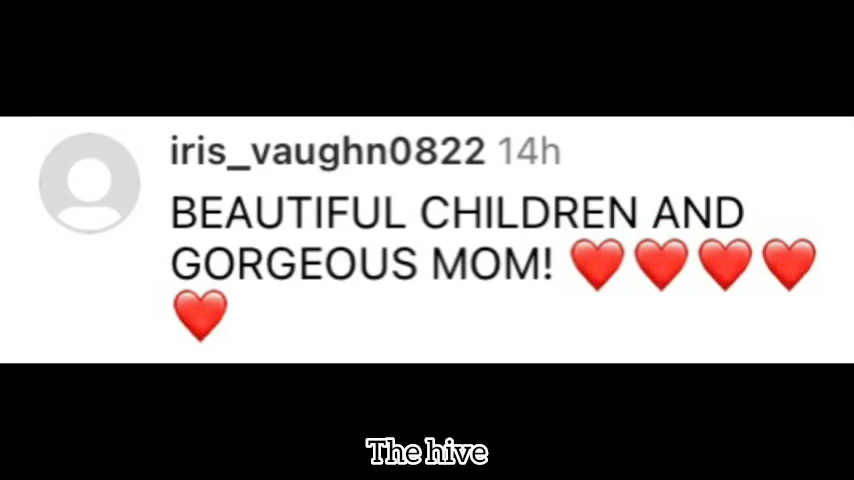 iris_vaughn0822 14h
BEAUTIFUL CHILDREN AND
GORGEOUS MOM! ❤️❤️❤️❤️
❤️
The hive